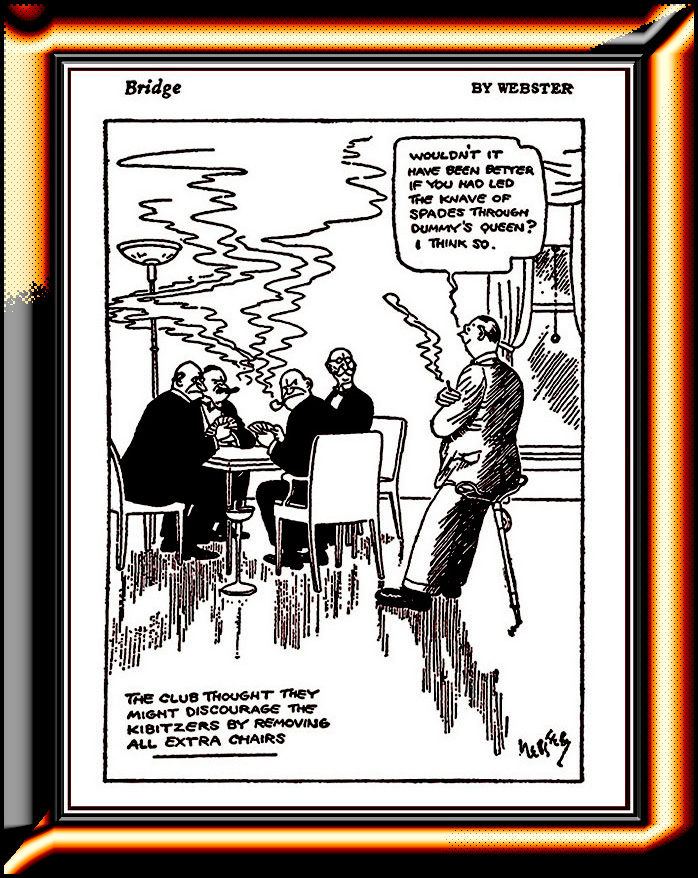 Bridge
BY WEBSTER
WOULDN'T IT
HAVE BEEN BETTER
IF YOU HAD LED
THE KNAVE OF
SPADES THROUGH
DUMMY'S QUEEN?
I THINK SO.
THE CLUB THOUGHT THEY
MIGHT DISCOURAGE THE
KIBITZERS BY REMOVING
ALL EXTRA CHAIRS
WEBSTER